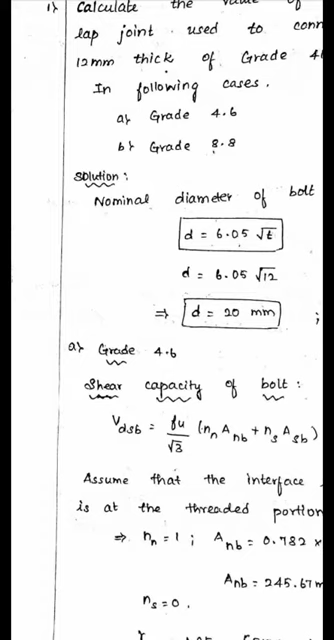 1) Calculate the value of
lap joint used to conn
12mm thick of Grade 4
In following cases.
a) Grade 4.6
b) Grade 8.8
Solution:
Nominal diameter of bolt
d = 6.05 √t
d = 6.05 √12
⇒ d = 20 mm ;
a) Grade 4.6
Shear capacity of bolt :
Vdsb = fu/√3 (nn Anb + ns Asb)
Assume that the interface
is at the threaded portion
⇒ nn = 1 ; Anb = 0.782 x
Anb = 245.67 m
ns = 0.